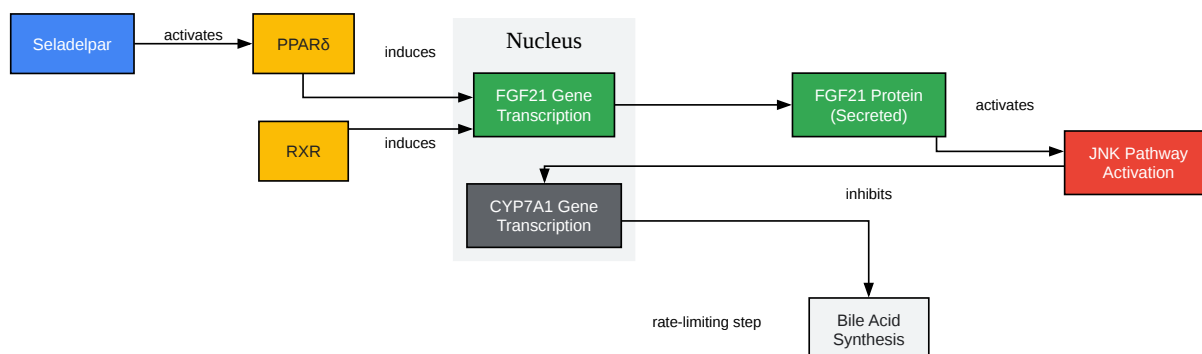 Seladelpar
activates
PPARδ
induces
Nucleus
FGF21 Gene
Transcription
FGF21 Protein
(Secreted)
activates
RXR
induces
JNK Pathway
Activation
CYP7A1 Gene
Transcription
inhibits
rate-limiting step
Bile Acid
Synthesis